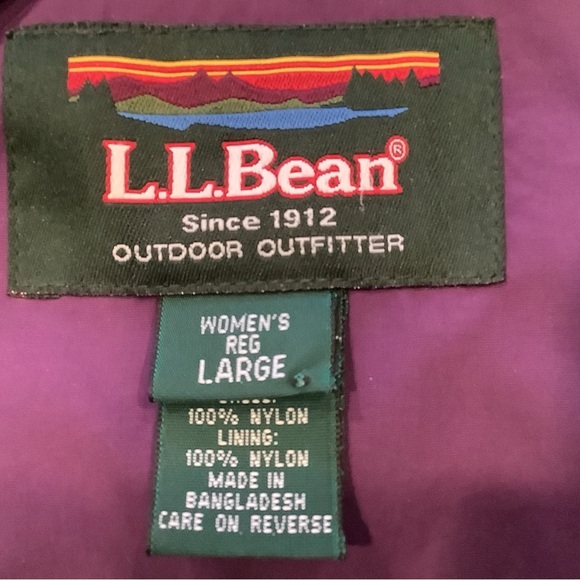 L.L.Bean®
Since 1912
OUTDOOR OUTFITTER
WOMEN'S
REG
LARGE
100% NYLON
LINING:
100% NYLON
MADE IN
BANGLADESH
CARE ON REVERSE